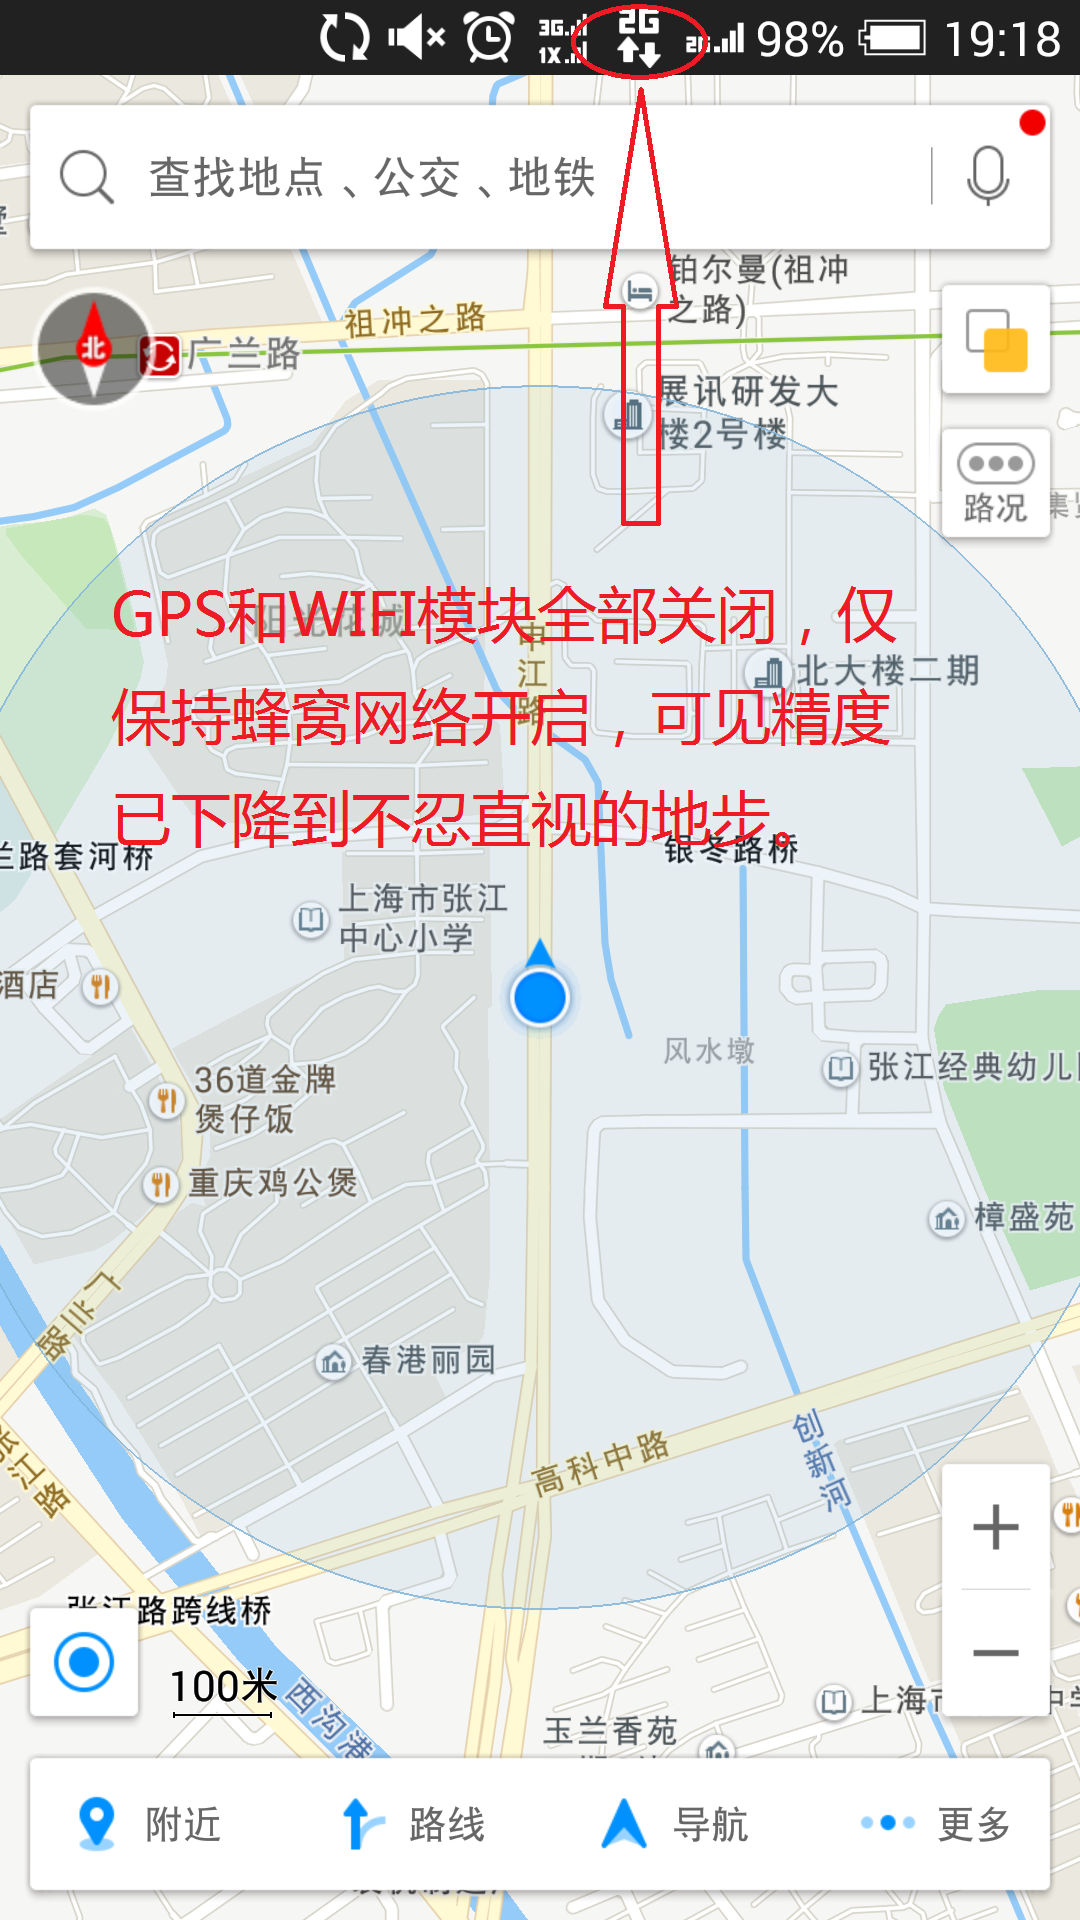 3G 2G 2G 98% 19:18
1X
查找地点、公交、地铁
铂尔曼(祖冲
之路)
祖冲之路
北
广兰路
展讯研发大
楼2号楼
路况
集
GPS和WIFI模块全部关闭，仅
阳光花城
申江路
北大楼二期
保持蜂窝网络开启，可见精度
已下降到不忍直视的地步。
兰路套河桥
银冬路桥
上海市张江
中心小学
酒店
风水墩
张江经典幼儿
36道金牌
煲仔饭
重庆鸡公煲
樟盛苑
广兰路
春港丽园
高科中路
创新河
张江路
张江路跨线桥
100米
西沟港
上海市
中学
玉兰香苑
附近 路线 导航 更多